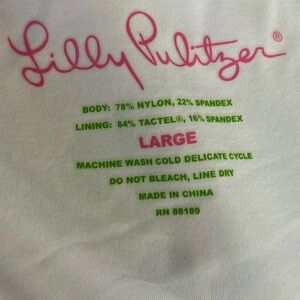 Lilly Pulitzer®
BODY: 78% NYLON, 22% SPANDEX
LINING: 84% TACTEL®, 16% SPANDEX
LARGE
MACHINE WASH COLD DELICATE CYCLE
DO NOT BLEACH, LINE DRY
MADE IN CHINA
RN 88189